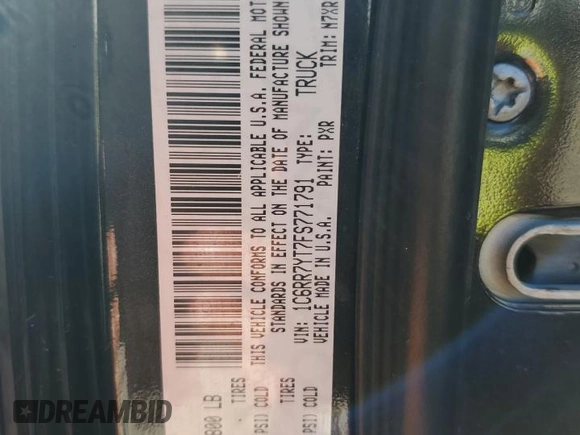 800 LB
TIRES
PSI) COLD
THIS VEHICLE CONFORMS TO ALL APPLICABLE U.S.A. FEDERAL MOT
STANDARDS IN EFFECT ON THE DATE OF MANUFACTURE SHOWN
VIN: 1C6RR7YT7FS771791 TYPE: TRUCK
VEHICLE MADE IN U.S.A. PAINT: PXR TRIM: N7XR
TIRES
PSI) COLD
DREAMBID